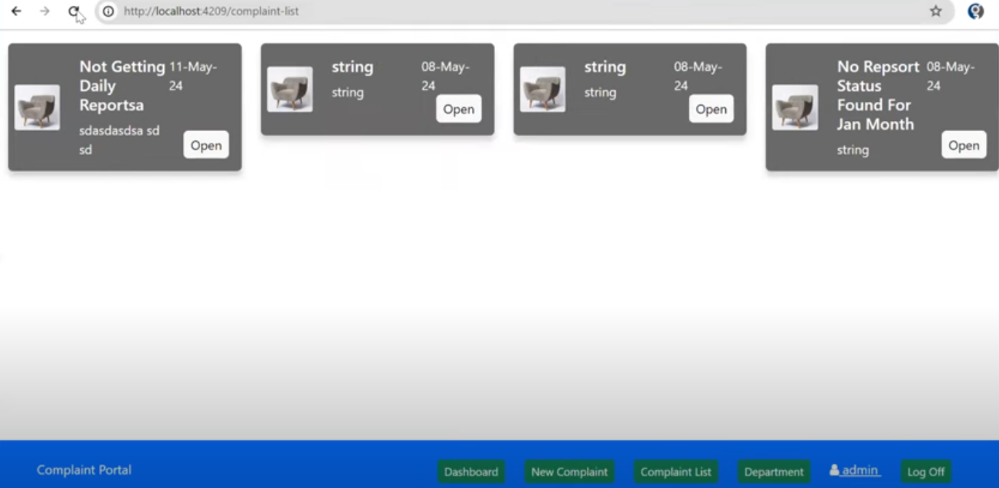 http://localhost:4209/complaint-list
Not Getting
Daily
Reportsa
11-May-
24
sdasdasdsa sd
sd
Open
string
08-May-
24
string
Open
string
08-May-
24
string
Open
No Repsort
Status
Found For
Jan Month
08-May-
24
string
Open
Complaint Portal
Dashboard
New Complaint
Complaint List
Department
admin
Log Off